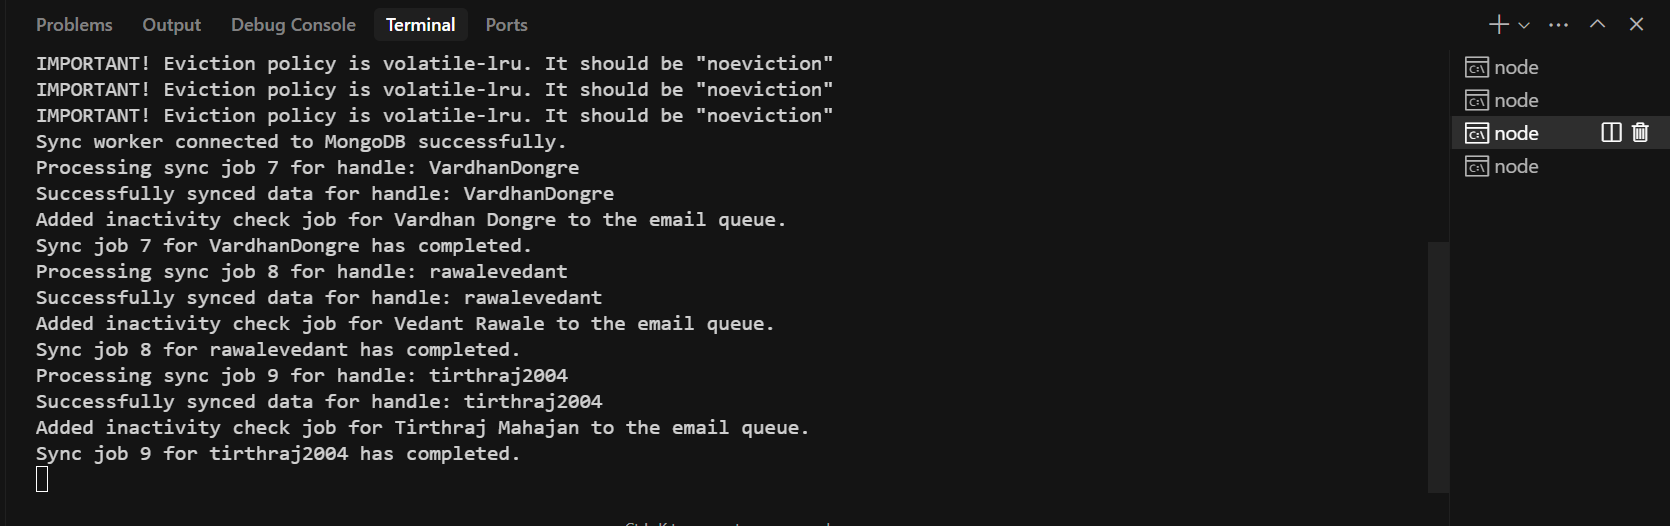 Problems Output Debug Console Terminal Ports
IMPORTANT! Eviction policy is volatile-lru. It should be "noeviction"
IMPORTANT! Eviction policy is volatile-lru. It should be "noeviction"
IMPORTANT! Eviction policy is volatile-lru. It should be "noeviction"
Sync worker connected to MongoDB successfully.
Processing sync job 7 for handle: VardhanDongre
Successfully synced data for handle: VardhanDongre
Added inactivity check job for Vardhan Dongre to the email queue.
Sync job 7 for VardhanDongre has completed.
Processing sync job 8 for handle: rawalevedant
Successfully synced data for handle: rawalevedant
Added inactivity check job for Vedant Rawale to the email queue.
Sync job 8 for rawalevedant has completed.
Processing sync job 9 for handle: tirthraj2004
Successfully synced data for handle: tirthraj2004
Added inactivity check job for Tirthraj Mahajan to the email queue.
Sync job 9 for tirthraj2004 has completed.
node
node
node
node